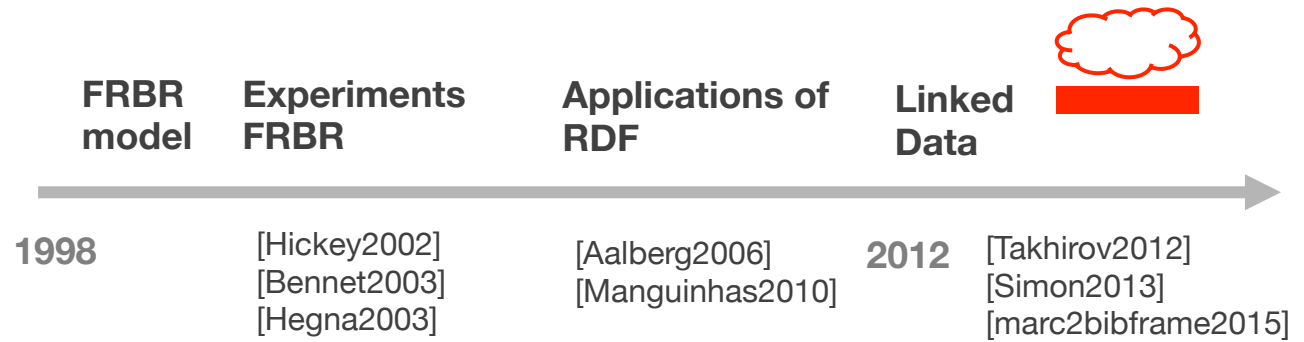 FRBR
model
Experiments
FRBR
Applications of
RDF
Linked
Data
1998
[Hickey2002]
[Bennet2003]
[Hegna2003]
[Aalberg2006]
[Manguinhas2010]
2012
[Takhirov2012]
[Simon2013]
[marc2bibframe2015]